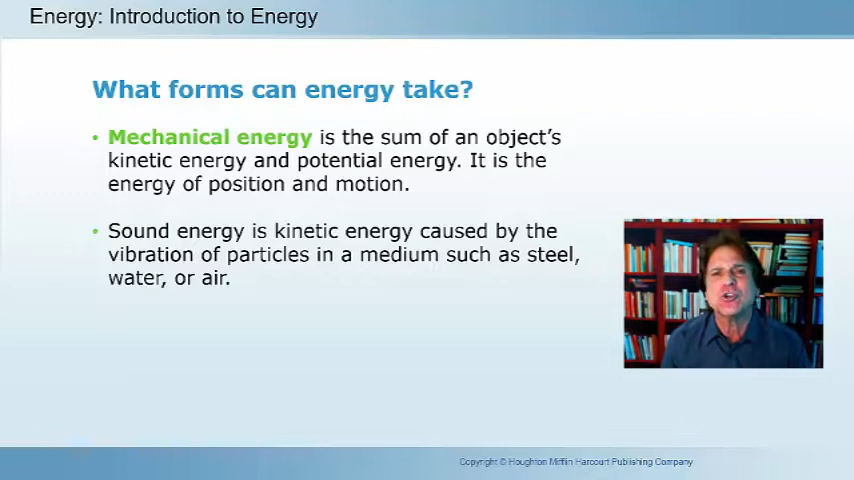 Energy: Introduction to Energy
What forms can energy take?
• Mechanical energy is the sum of an object's
kinetic energy and potential energy. It is the
energy of position and motion.
• Sound energy is kinetic energy caused by the
vibration of particles in a medium such as steel,
water, or air.
Copyright © Houghton Mifflin Harcourt Publishing Company